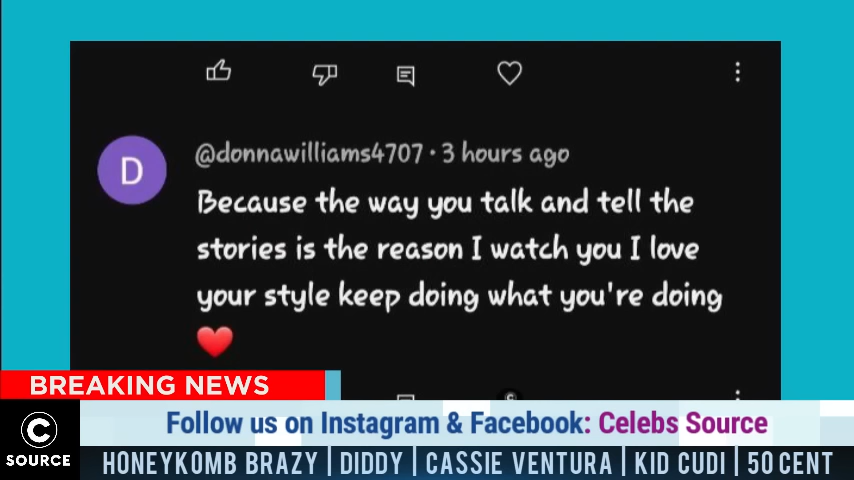 D
@donnawilliams4707 · 3 hours ago
Because the way you talk and tell the
stories is the reason I watch you I love
your style keep doing what you're doing
❤️
BREAKING NEWS
Follow us on Instagram & Facebook: Celebs Source
C
SOURCE
HONEYKOMB BRAZY | DIDDY | CASSIE VENTURA | KID CUDI | 50 CENT